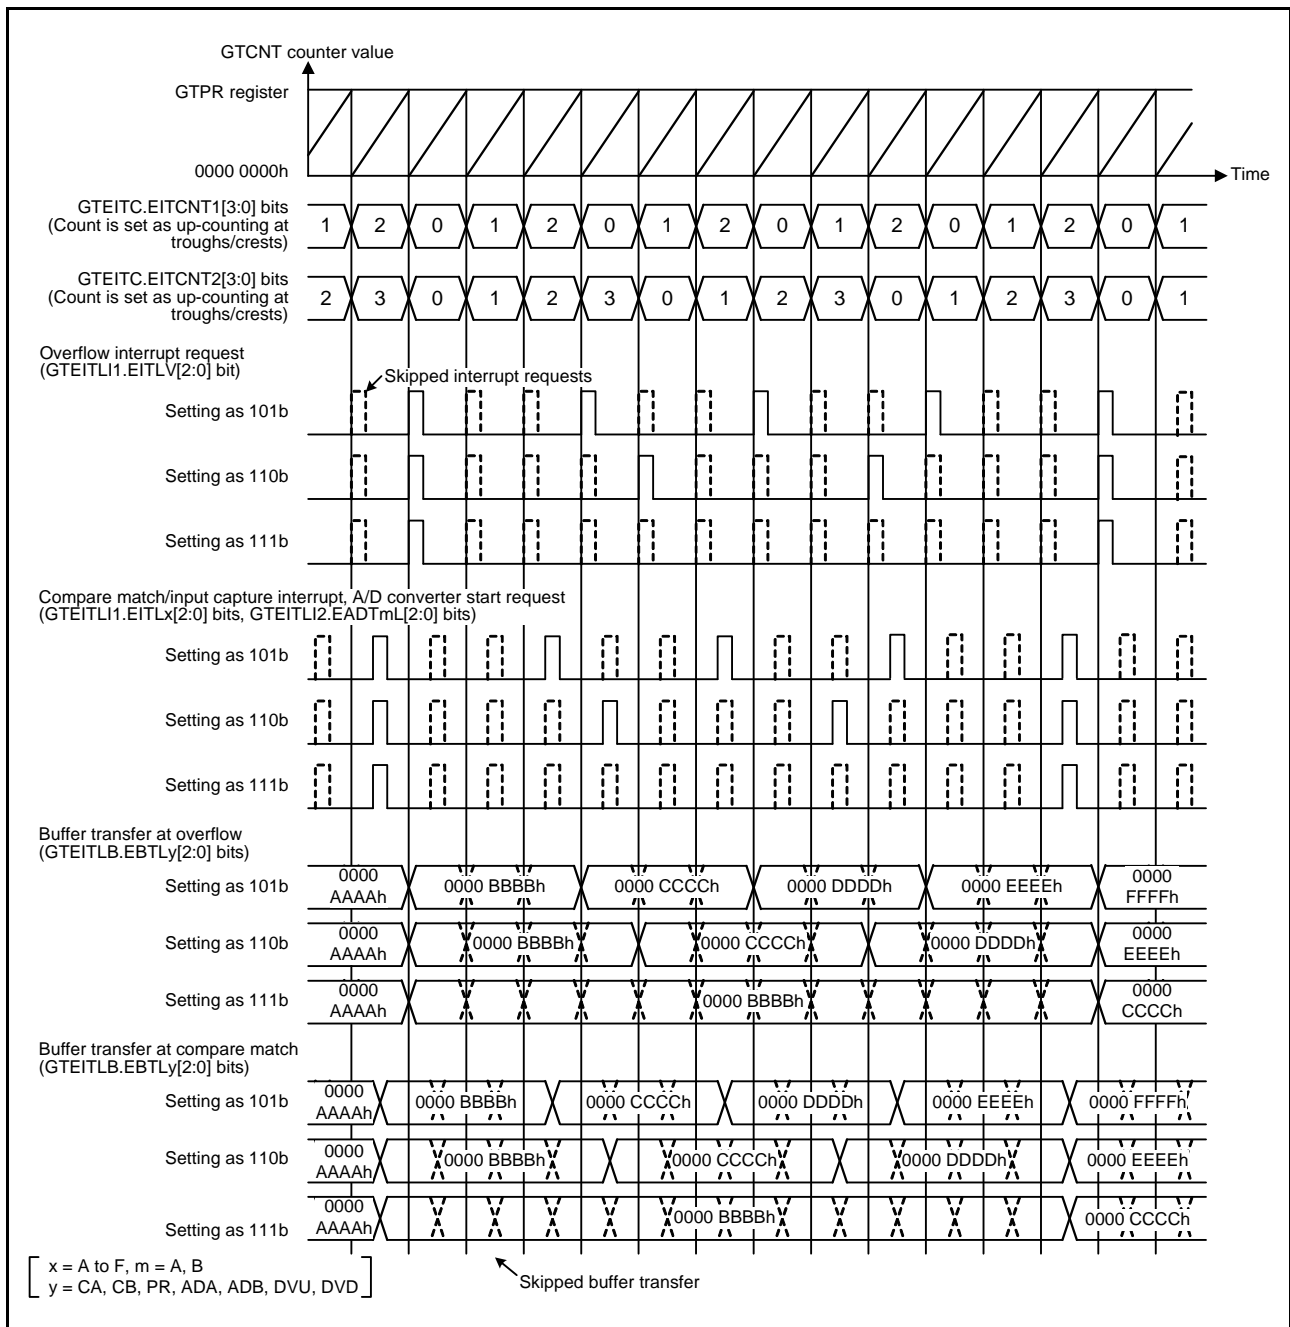 GTCNT counter value
GTPR register
0000 0000h
Time
GTEITC.EITCNT1[3:0] bits
(Count is set as up-counting at
troughs/crests)
1 2 0 1 2 0 1 2 0 1 2 0 1 2 0 1
GTEITC.EITCNT2[3:0] bits
(Count is set as up-counting at
troughs/crests)
2 3 0 1 2 3 0 1 2 3 0 1 2 3 0 1
Overflow interrupt request
(GTEITLI1.EITLV[2:0] bit)
Skipped interrupt requests
Setting as 101b
Setting as 110b
Setting as 111b
Compare match/input capture interrupt, A/D converter start request
(GTEITLI1.EITLx[2:0] bits, GTEITLI2.EADTmL[2:0] bits)
Setting as 101b
Setting as 110b
Setting as 111b
Buffer transfer at overflow
(GTEITLB.EBTLy[2:0] bits)
Setting as 101b
0000
AAAAh
0000 BBBBh
0000 CCCCh
0000 DDDDh
0000 EEEEh
0000
FFFFh
Setting as 110b
0000
AAAAh
0000 BBBBh
0000 CCCCh
0000 DDDDh
0000
EEEEh
Setting as 111b
0000
AAAAh
0000 BBBBh
0000
CCCCh
Buffer transfer at compare match
(GTEITLB.EBTLy[2:0] bits)
Setting as 101b
0000
AAAAh
0000 BBBBh
0000 CCCCh
0000 DDDDh
0000 EEEEh
0000 FFFFh
Setting as 110b
0000
AAAAh
0000 BBBBh
0000 CCCCh
0000 DDDDh
0000 EEEEh
Setting as 111b
0000
AAAAh
0000 BBBBh
0000 CCCCh
x = A to F, m = A, B
y = CA, CB, PR, ADA, ADB, DVU, DVD
Skipped buffer transfer